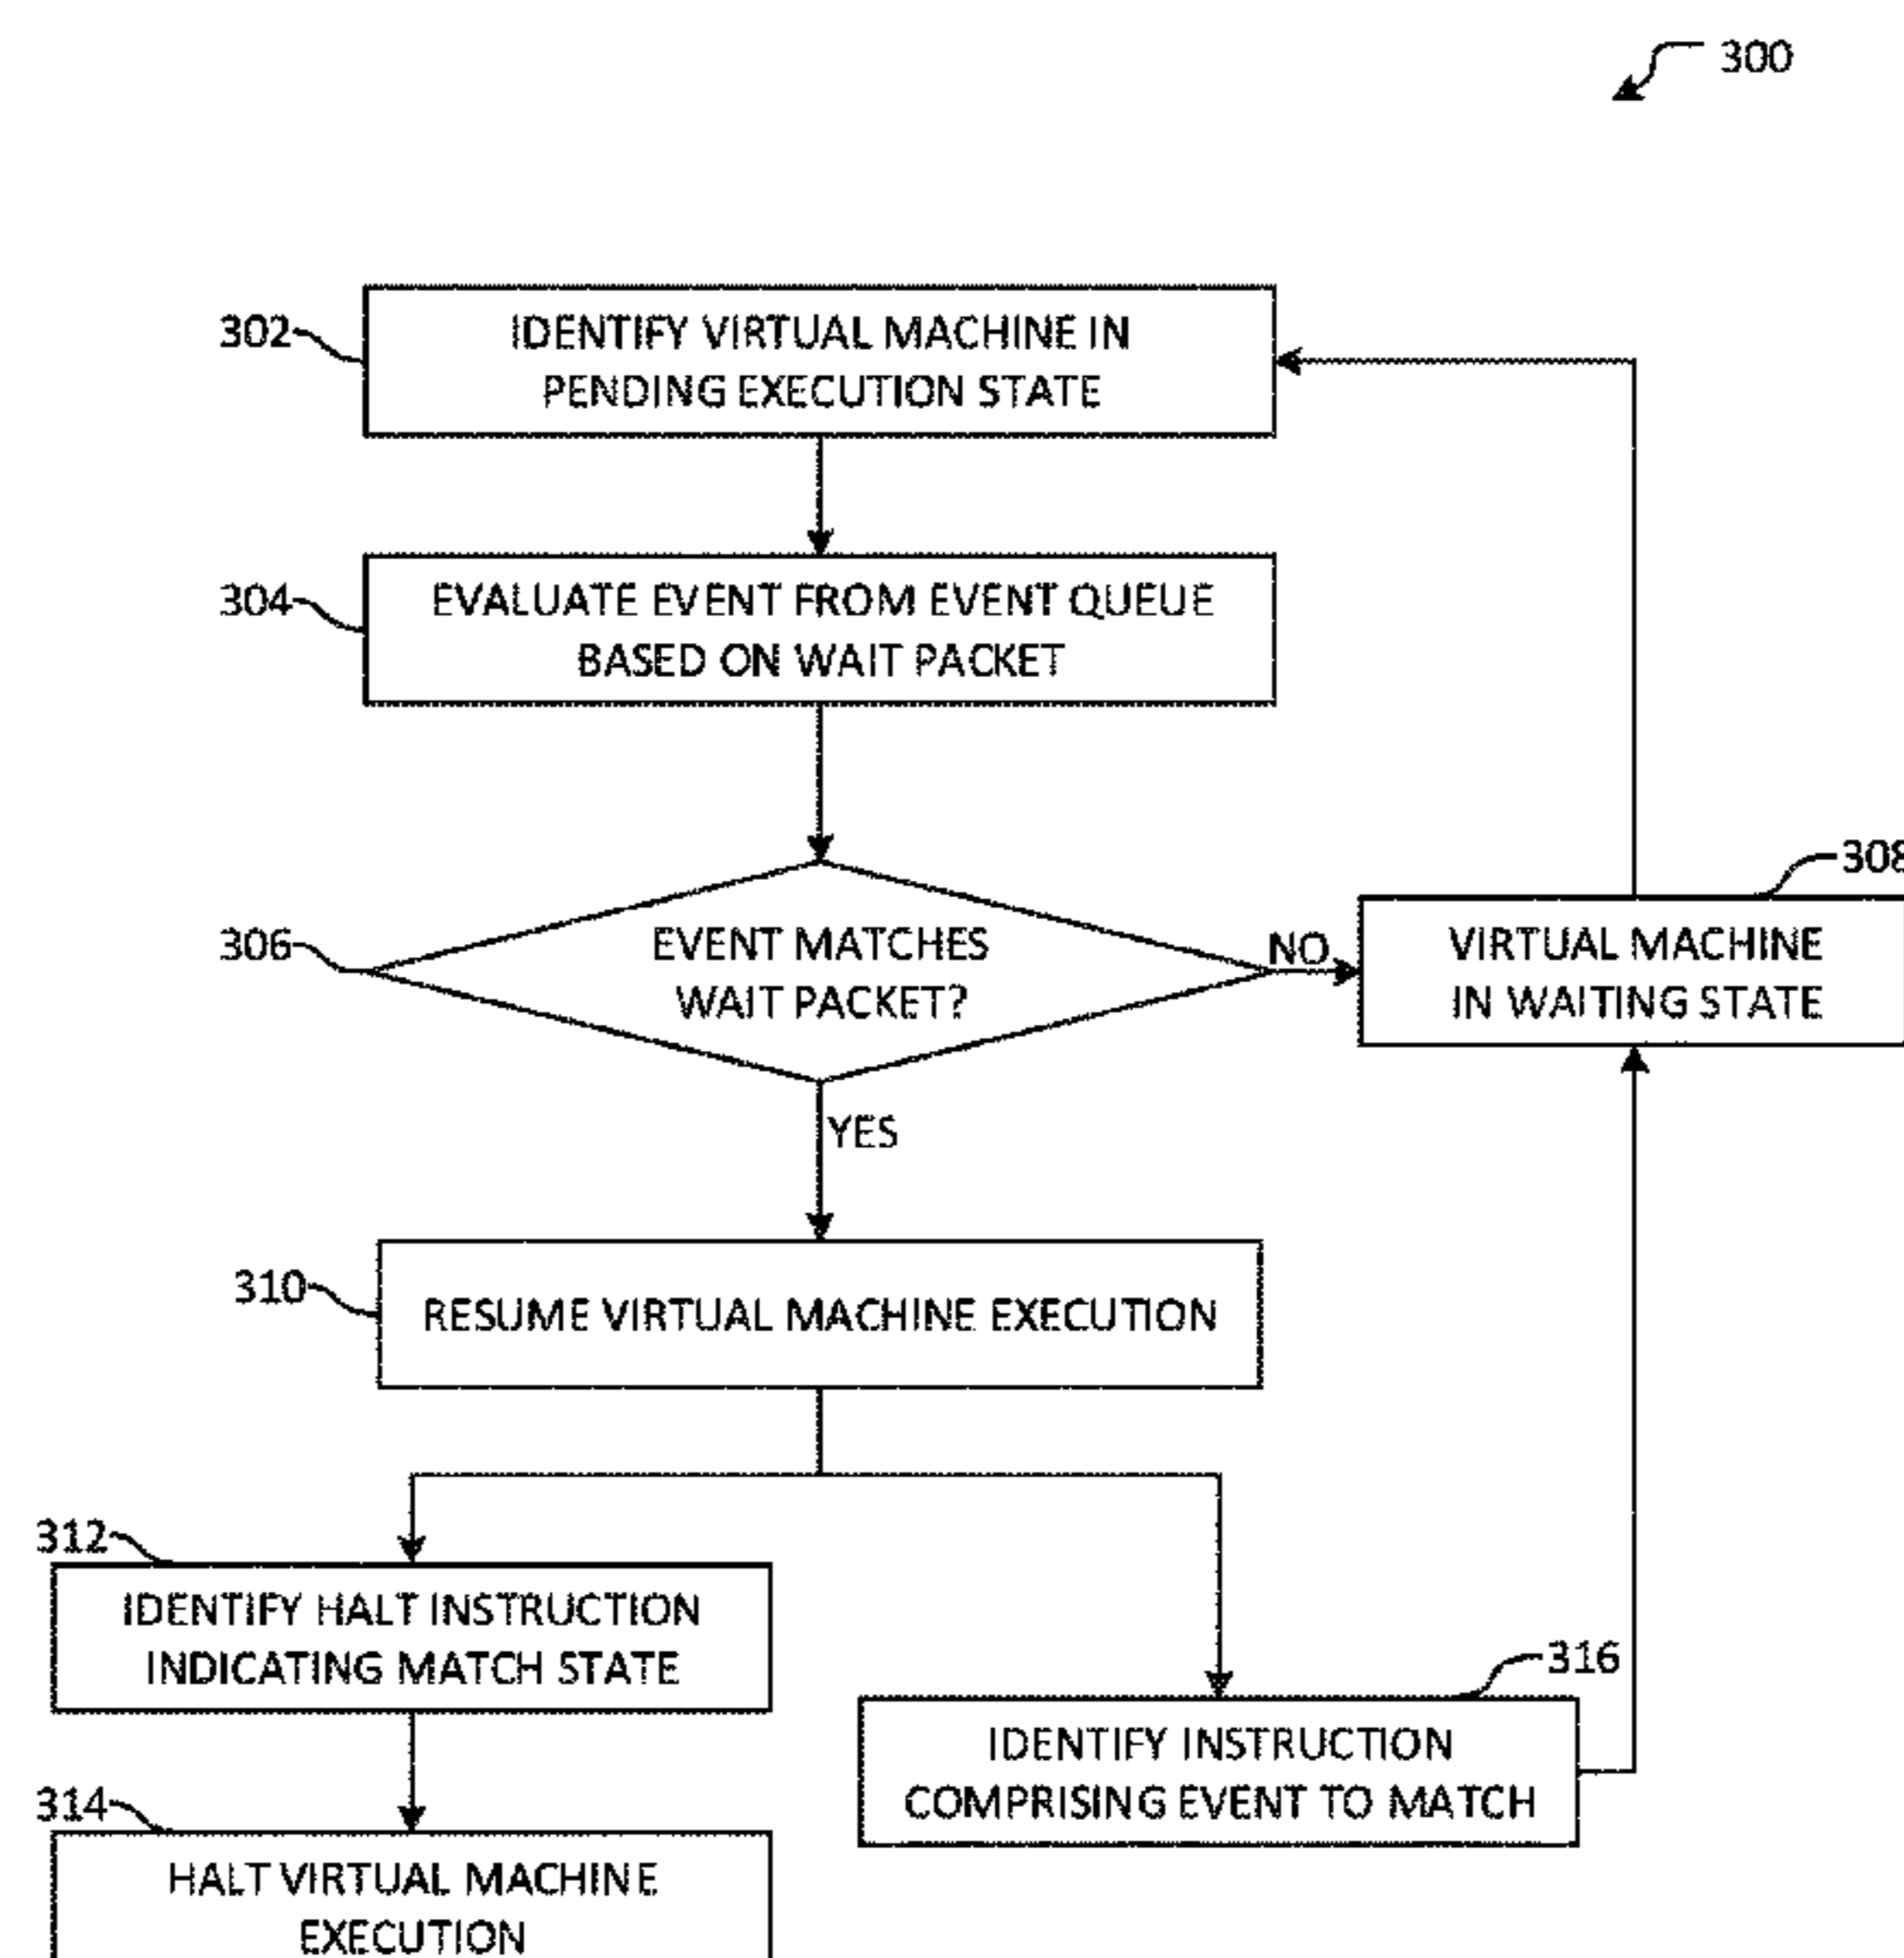 300
302
IDENTIFY VIRTUAL MACHINE IN
PENDING EXECUTION STATE
304
EVALUATE EVENT FROM EVENT QUEUE
BASED ON WAIT PACKET
306
EVENT MATCHES
WAIT PACKET?
NO
308
VIRTUAL MACHINE
IN WAITING STATE
YES
310
RESUME VIRTUAL MACHINE EXECUTION
312
IDENTIFY HALT INSTRUCTION
INDICATING MATCH STATE
316
IDENTIFY INSTRUCTION
COMPRISING EVENT TO MATCH
314
HALT VIRTUAL MACHINE
EXECUTION